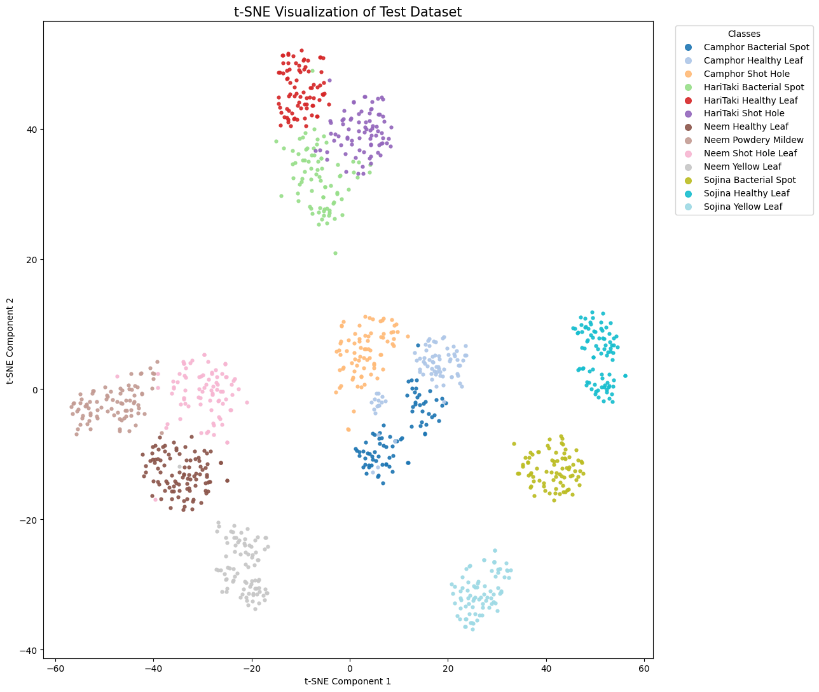 t-SNE Visualization of Test Dataset
Classes
Camphor Bacterial Spot
Camphor Healthy Leaf
Camphor Shot Hole
HariTaki Bacterial Spot
HariTaki Healthy Leaf
HariTaki Shot Hole
Neem Healthy Leaf
Neem Powdery Mildew
Neem Shot Hole Leaf
Neem Yellow Leaf
Sojina Bacterial Spot
Sojina Healthy Leaf
Sojina Yellow Leaf
t-SNE Component 2
40
20
0
−20
−40
−60
−40
−20
0
20
40
60
t-SNE Component 1